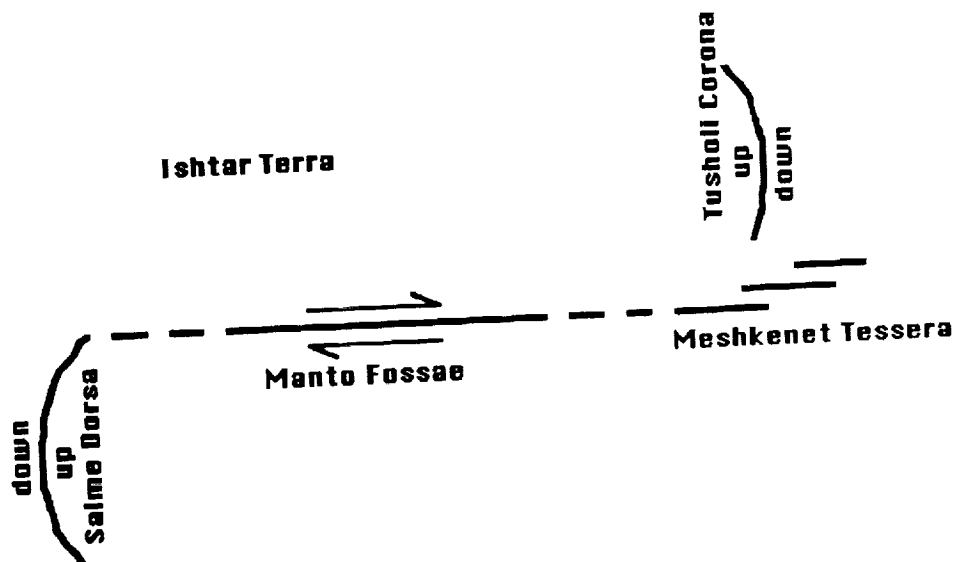 Tusholi Corona
up
down
Ishtar Terra
Meshkenet Tessera
Manto Fossae
down
up
Salme Dorsa